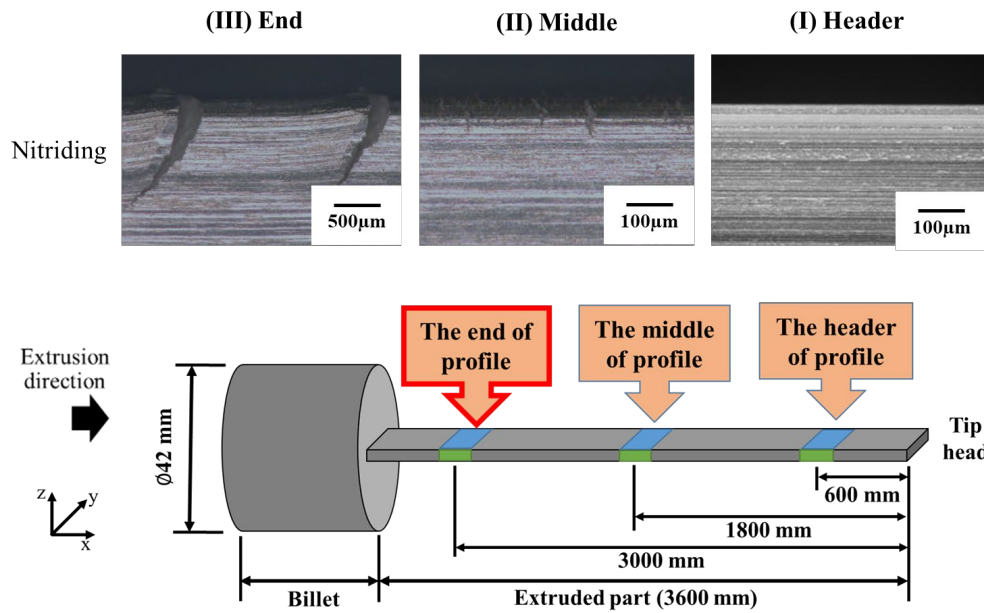 (III) End
(II) Middle
(I) Header
Nitriding
500μm
100μm
100μm
The end of
profile
The middle
of profile
The header
of profile
Extrusion
direction
Tip
head
Ø42 mm
z
y
x
600 mm
1800 mm
3000 mm
Billet
Extruded part (3600 mm)